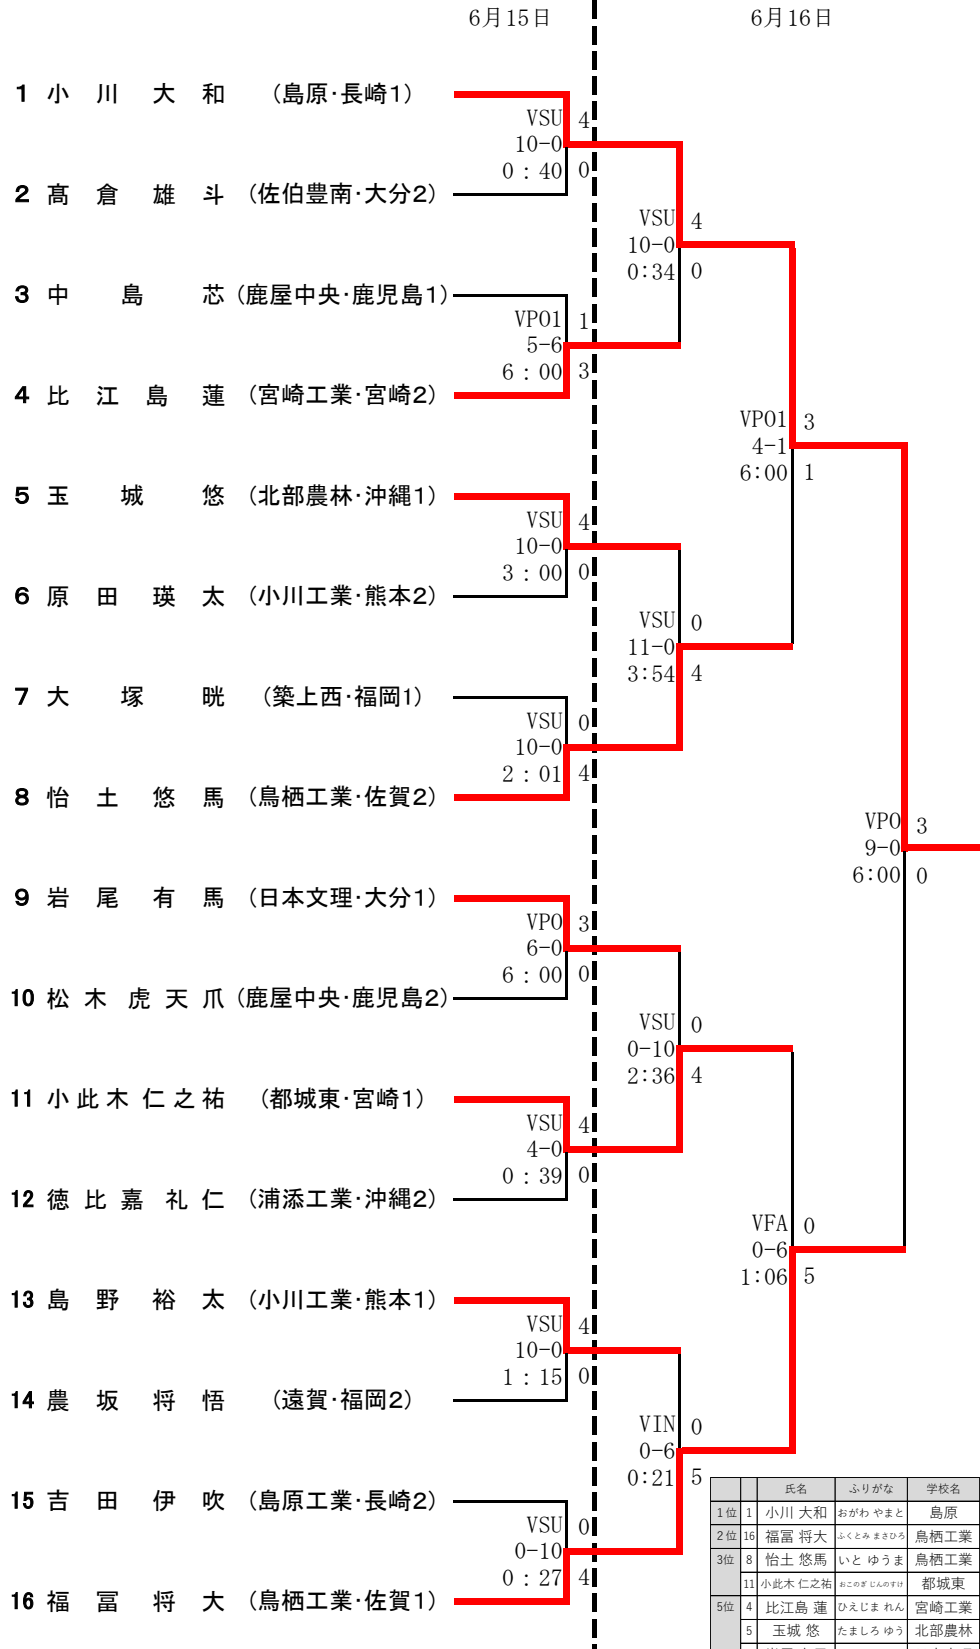 6月15日 6月16日
1 小川大和 (島原・長崎1)
VSU 4
10-0
0:40 0
2 髙倉雄斗 (佐伯豊南・大分2)
VSU 4
10-0
0:34 0
3 中島芯 (鹿屋中央・鹿児島1)
VPO1 1
5-6
6:00 3
4 比江島蓮 (宮崎工業・宮崎2)
VPO1 3
4-1
6:00 1
5 玉城悠 (北部農林・沖縄1)
VSU 4
10-0
3:00 0
6 原田瑛太 (小川工業・熊本2)
VSU 0
11-0
3:54 4
7 大塚晄 (築上西・福岡1)
VSU 0
10-0
2:01 4
8 怡土悠馬 (鳥栖工業・佐賀2)
VPO 3
9-0
6:00 0
9 岩尾有馬 (日本文理・大分1)
VPO 3
6-0
6:00 0
10 松木虎天爪 (鹿屋中央・鹿児島2)
VSU 0
0-10
2:36 4
11 小此木仁之祐 (都城東・宮崎1)
VSU 4
4-0
0:39 0
12 徳比嘉礼仁 (浦添工業・沖縄2)
VFA 0
0-6
1:06 5
13 島野裕太 (小川工業・熊本1)
VSU 4
10-0
1:15 0
14 農坂将悟 (遠賀・福岡2)
VIN 0
0-6
0:21 5
15 吉田伊吹 (島原工業・長崎2)
VSU 0
0-10
0:27 4
16 福冨将大 (鳥栖工業・佐賀1)
氏名 ふりがな 学校名
1位 1 小川 大和 おがわ やまと 島原
2位 16 福冨 将大 ふくとみ まさひろ 鳥栖工業
3位 8 怡土 悠馬 いと ゆうま 鳥栖工業
11 小此木 仁之祐 おこのぎ じんのすけ 都城東
5位 4 比江島 蓮 ひえじま れん 宮崎工業
5 玉城 悠 たましろ ゆう 北部農林